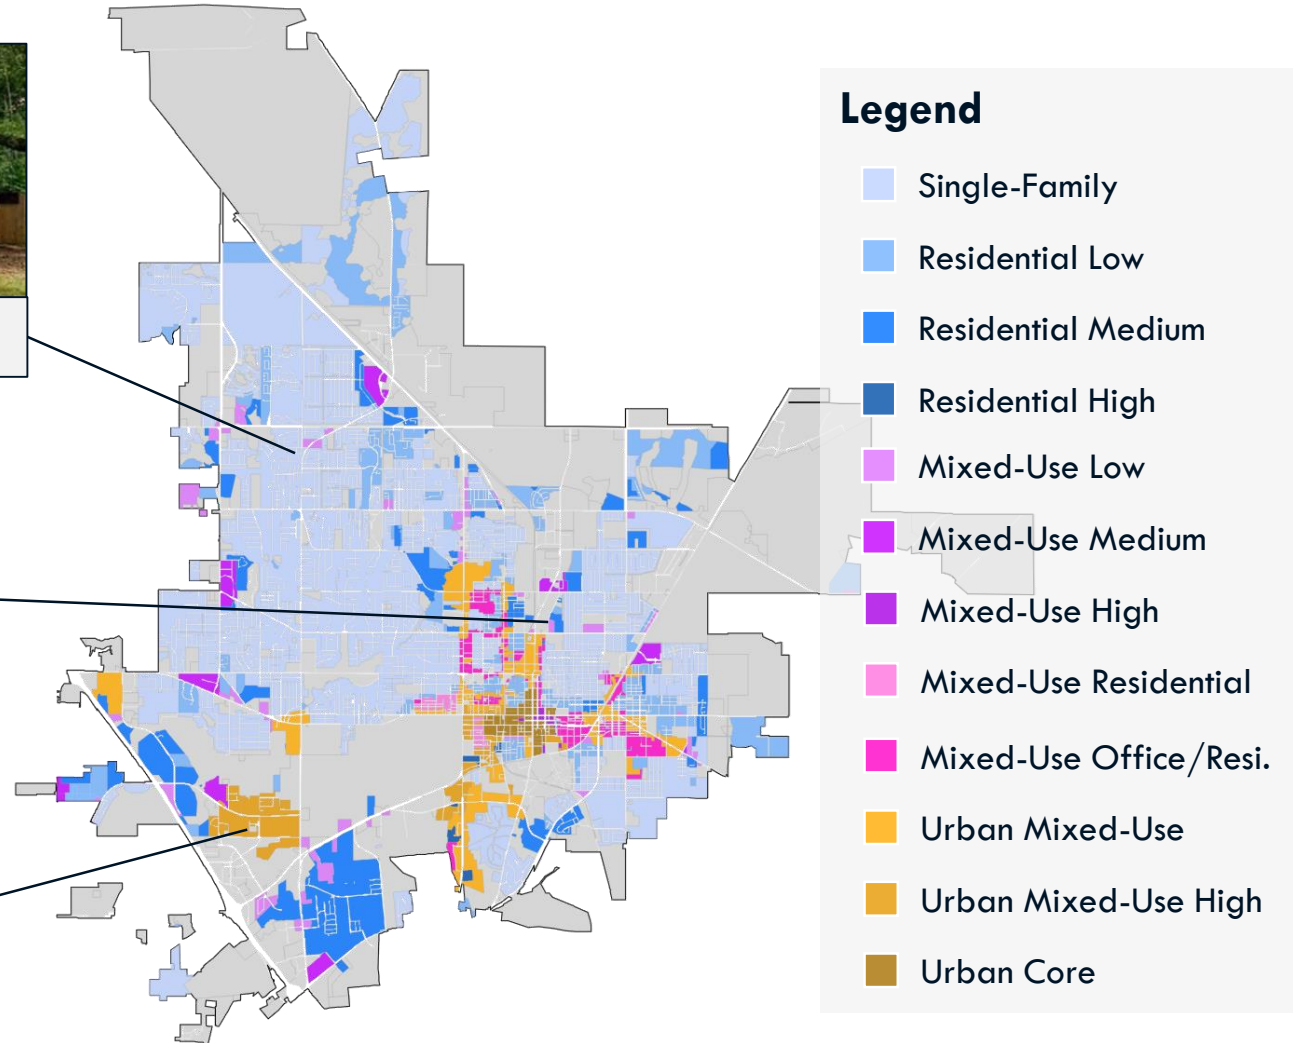 Legend
Single-Family
Residential Low
Residential Medium
Residential High
Mixed-Use Low
Mixed-Use Medium
Mixed-Use High
Mixed-Use Residential
Mixed-Use Office/Resi.
Urban Mixed-Use
Urban Mixed-Use High
Urban Core